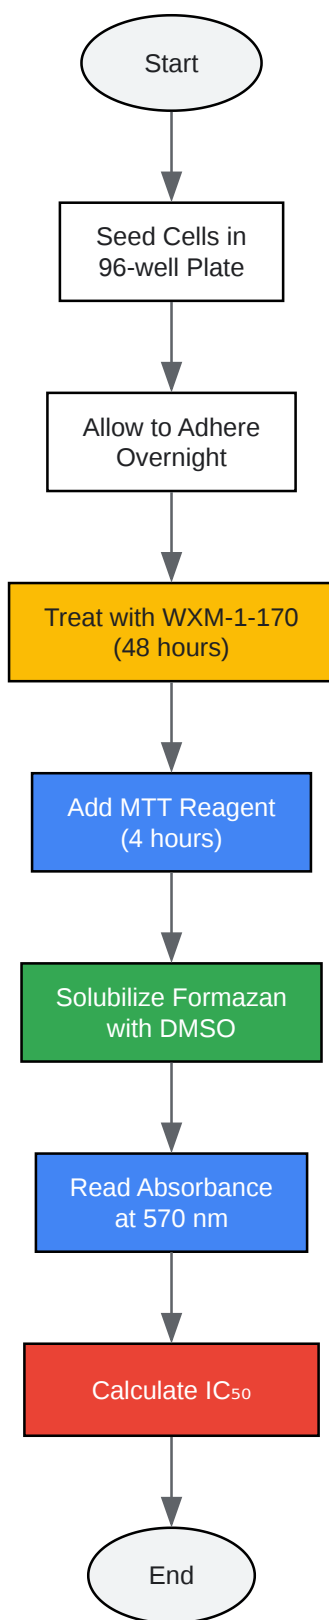 Start
Seed Cells in
96-well Plate
Allow to Adhere
Overnight
Treat with WXM-1-170
(48 hours)
Add MTT Reagent
(4 hours)
Solubilize Formazan
with DMSO
Read Absorbance
at 570 nm
Calculate IC₅₀
End